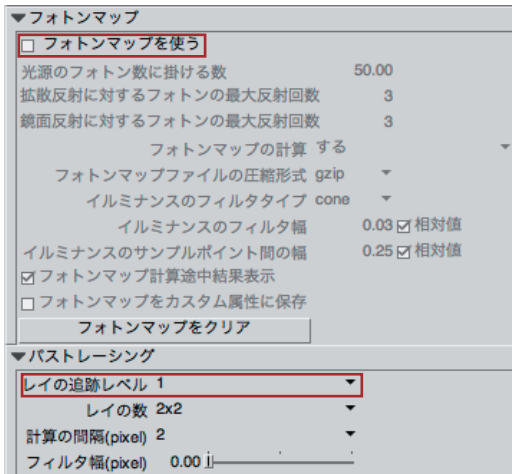 フォトンマップ
フォトンマップを使う
光源のフォトン数に掛ける数 50.00
拡散反射に対するフォトンの最大反射回数 3
鏡面反射に対するフォトンの最大反射回数 3
フォトンマップの計算 する
フォトンマップファイルの圧縮形式 gzip
イルミナンスのフィルタタイプ cone
イルミナンスのフィルタ幅 0.03 相対値
イルミナンスのサンプルポイント間の幅 0.25 相対値
フォトンマップ計算途中結果表示
フォトンマップをカスタム属性に保存
フォトンマップをクリア
パストレーシング
レイの追跡レベル 1
レイの数 2x2
計算の間隔(pixel) 2
フィルタ幅(pixel) 0.00